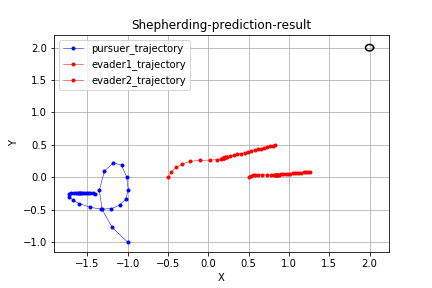 Shepherding-prediction-result
pursuer_trajectory
evader1_trajectory
evader2_trajectory
Y
2.0
1.5
1.0
0.5
0.0
−0.5
−1.0
−1.5
−1.0
−0.5
0.0
0.5
1.0
1.5
2.0
X